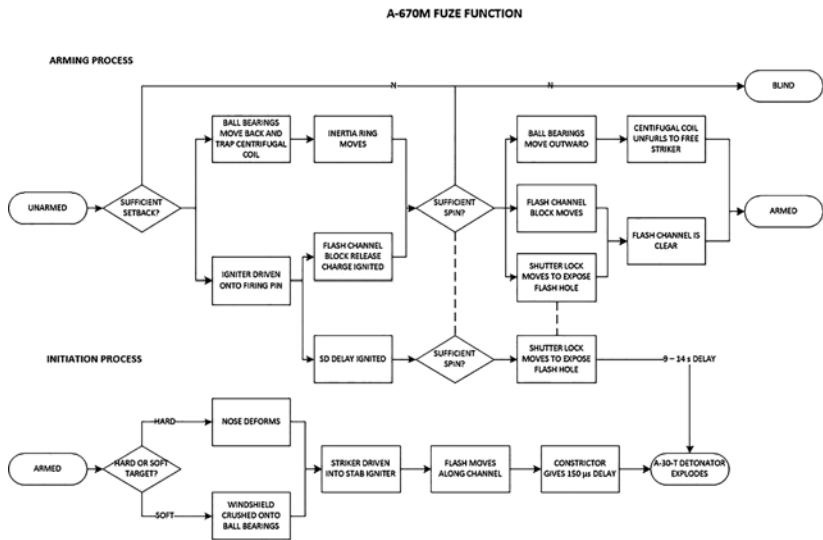 A-670M FUZE FUNCTION
ARMING PROCESS
N
N
BLIND
BALL BEARINGS
MOVE BACK AND
TRAP CENTRIFUGAL
COIL
INERTIA RING
MOVES
BALL BEARINGS
MOVE OUTWARD
CENTIFUGAL COIL
UNFURLS TO FREE
STRIKER
UNARMED
SUFFICIENT
SETBACK?
SUFFICIENT
SPIN?
FLASH CHANNEL
BLOCK MOVES
ARMED
FLASH CHANNEL IS
CLEAR
IGNITER DRIVEN
ONTO FIRING PIN
FLASH CHANNEL
BLOCK RELEASE
CHARGE IGNITED
SHUTTER LOCK
MOVES TO EXPOSE
FLASH HOLE
INITIATION PROCESS
SD DELAY IGNITED
SUFFICIENT
SPIN?
SHUTTER LOCK
MOVES TO EXPOSE
FLASH HOLE
9 – 14 s DELAY
HARD
NOSE DEFORMS
ARMED
HARD OR SOFT
TARGET?
STRIKER DRIVEN
INTO STAB IGNITER
FLASH MOVES
ALONG CHANNEL
CONSTRICTOR
GIVES 150 µs DELAY
A-30-T DETONATOR
EXPLODES
SOFT
WINDSHIELD
CRUSHED ONTO
BALL BEARINGS